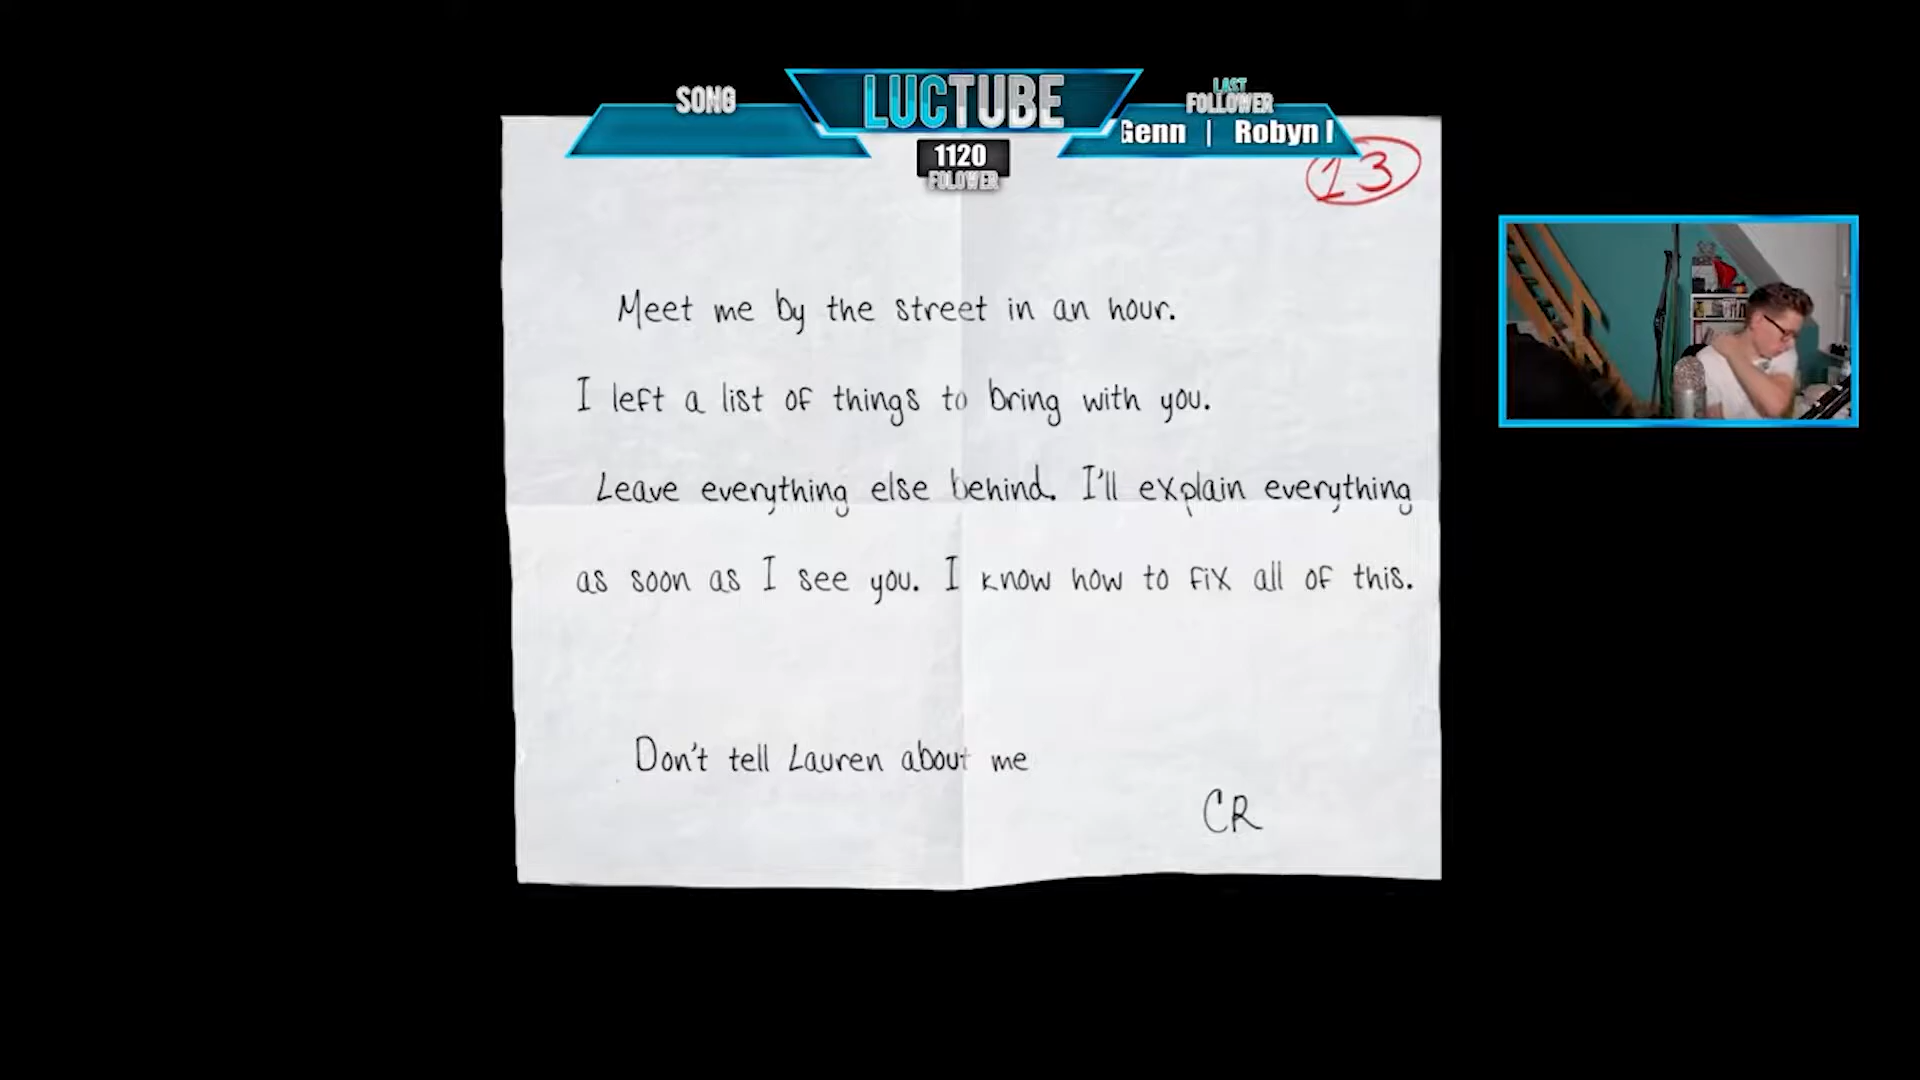 SONG
LUCTUBE
LAST
FOLLOWER
Genn | Robyn
1120
FOLOWER
13
Meet me by the street in an hour.
I left a list of things to bring with you.
Leave everything else behind. I'll explain everything
as soon as I see you. I know how to fix all of this.
Don't tell Lauren about me
CR